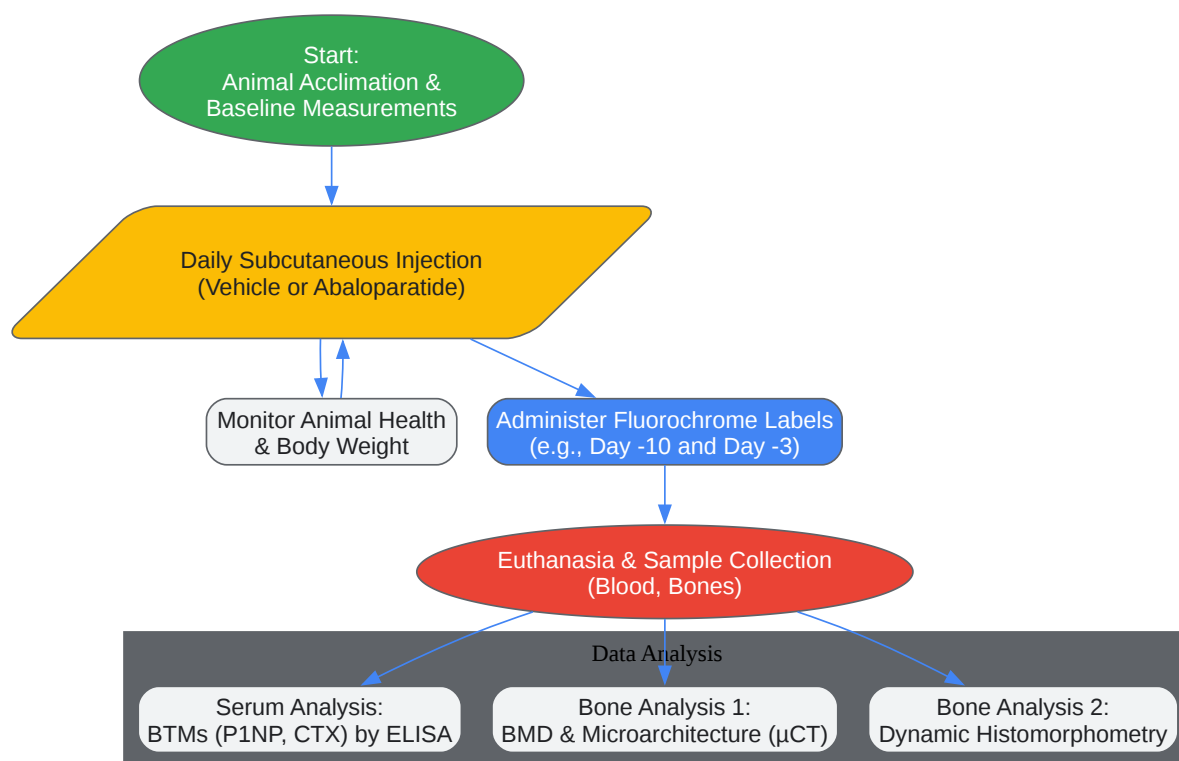 Start:
Animal Acclimation &
Baseline Measurements
Daily Subcutaneous Injection
(Vehicle or Abaloparatide)
Monitor Animal Health
& Body Weight
Administer Fluorochrome Labels
(e.g., Day -10 and Day -3)
Euthanasia & Sample Collection
(Blood, Bones)
Data Analysis
Serum Analysis:
BTMs (P1NP, CTX) by ELISA
Bone Analysis 1:
BMD & Microarchitecture (µCT)
Bone Analysis 2:
Dynamic Histomorphometry